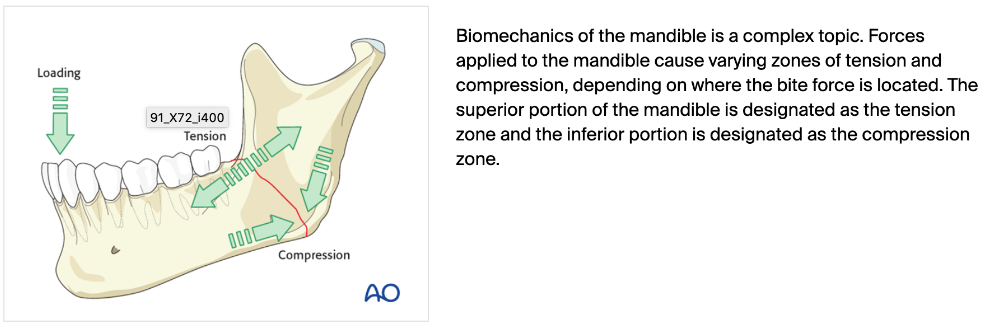 Loading
91_X72_i400
Tension
Compression
AO
Biomechanics of the mandible is a complex topic. Forces
applied to the mandible cause varying zones of tension and
compression, depending on where the bite force is located. The
superior portion of the mandible is designated as the tension
zone and the inferior portion is designated as the compression
zone.